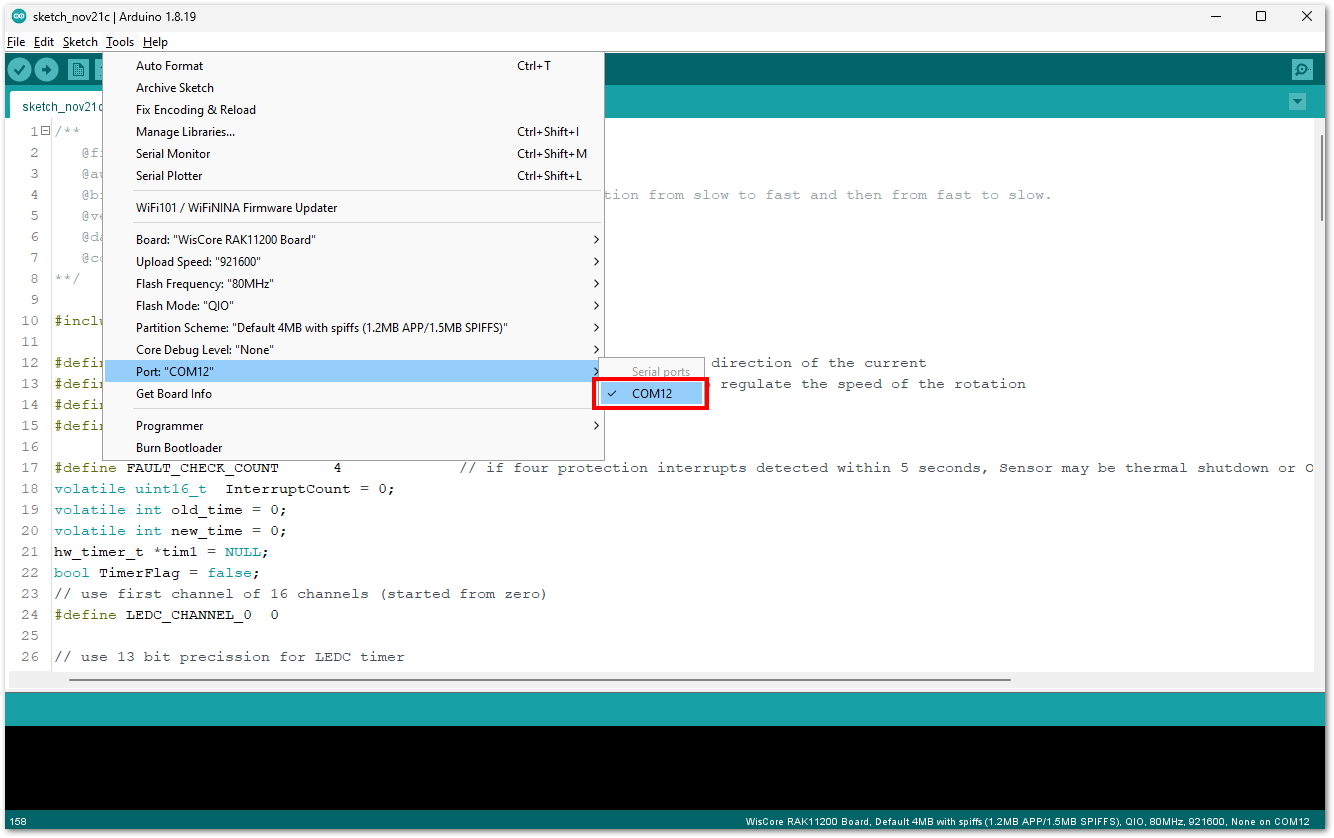 sketch_nov21c | Arduino 1.8.19
File Edit Sketch Tools Help
sketch_nov21c
Auto Format Ctrl+T
Archive Sketch
Fix Encoding & Reload
Manage Libraries... Ctrl+Shift+I
Serial Monitor Ctrl+Shift+M
Serial Plotter Ctrl+Shift+L
WiFi101 / WiFiNINA Firmware Updater
Board: "WisCore RAK11200 Board"
Upload Speed: "921600"
Flash Frequency: "80MHz"
Flash Mode: "QIO"
Partition Scheme: "Default 4MB with spiffs (1.2MB APP/1.5MB SPIFFS)"
Core Debug Level: "None"
Port: "COM12"
Get Board Info
Programmer
Burn Bootloader
Serial ports
COM12
1 /**
2 @fi
3 @au
4 @br tion from slow to fast and then from fast to slow.
5 @ve
6 @da
7 @co
8 **/
9
10 #inclu
11
12 #defin direction of the current
13 #defin regulate the speed of the rotation
14 #defin
15 #defin
16
17 #define FAULT_CHECK_COUNT 4 // if four protection interrupts detected within 5 seconds, Sensor may be thermal shutdown or O
18 volatile uint16_t InterruptCount = 0;
19 volatile int old_time = 0;
20 volatile int new_time = 0;
21 hw_timer_t *tim1 = NULL;
22 bool TimerFlag = false;
23 // use first channel of 16 channels (started from zero)
24 #define LEDC_CHANNEL_0 0
25
26 // use 13 bit precission for LEDC timer
158 WisCore RAK11200 Board, Default 4MB with spiffs (1.2MB APP/1.5MB SPIFFS), QIO, 80MHz, 921600, None on COM12